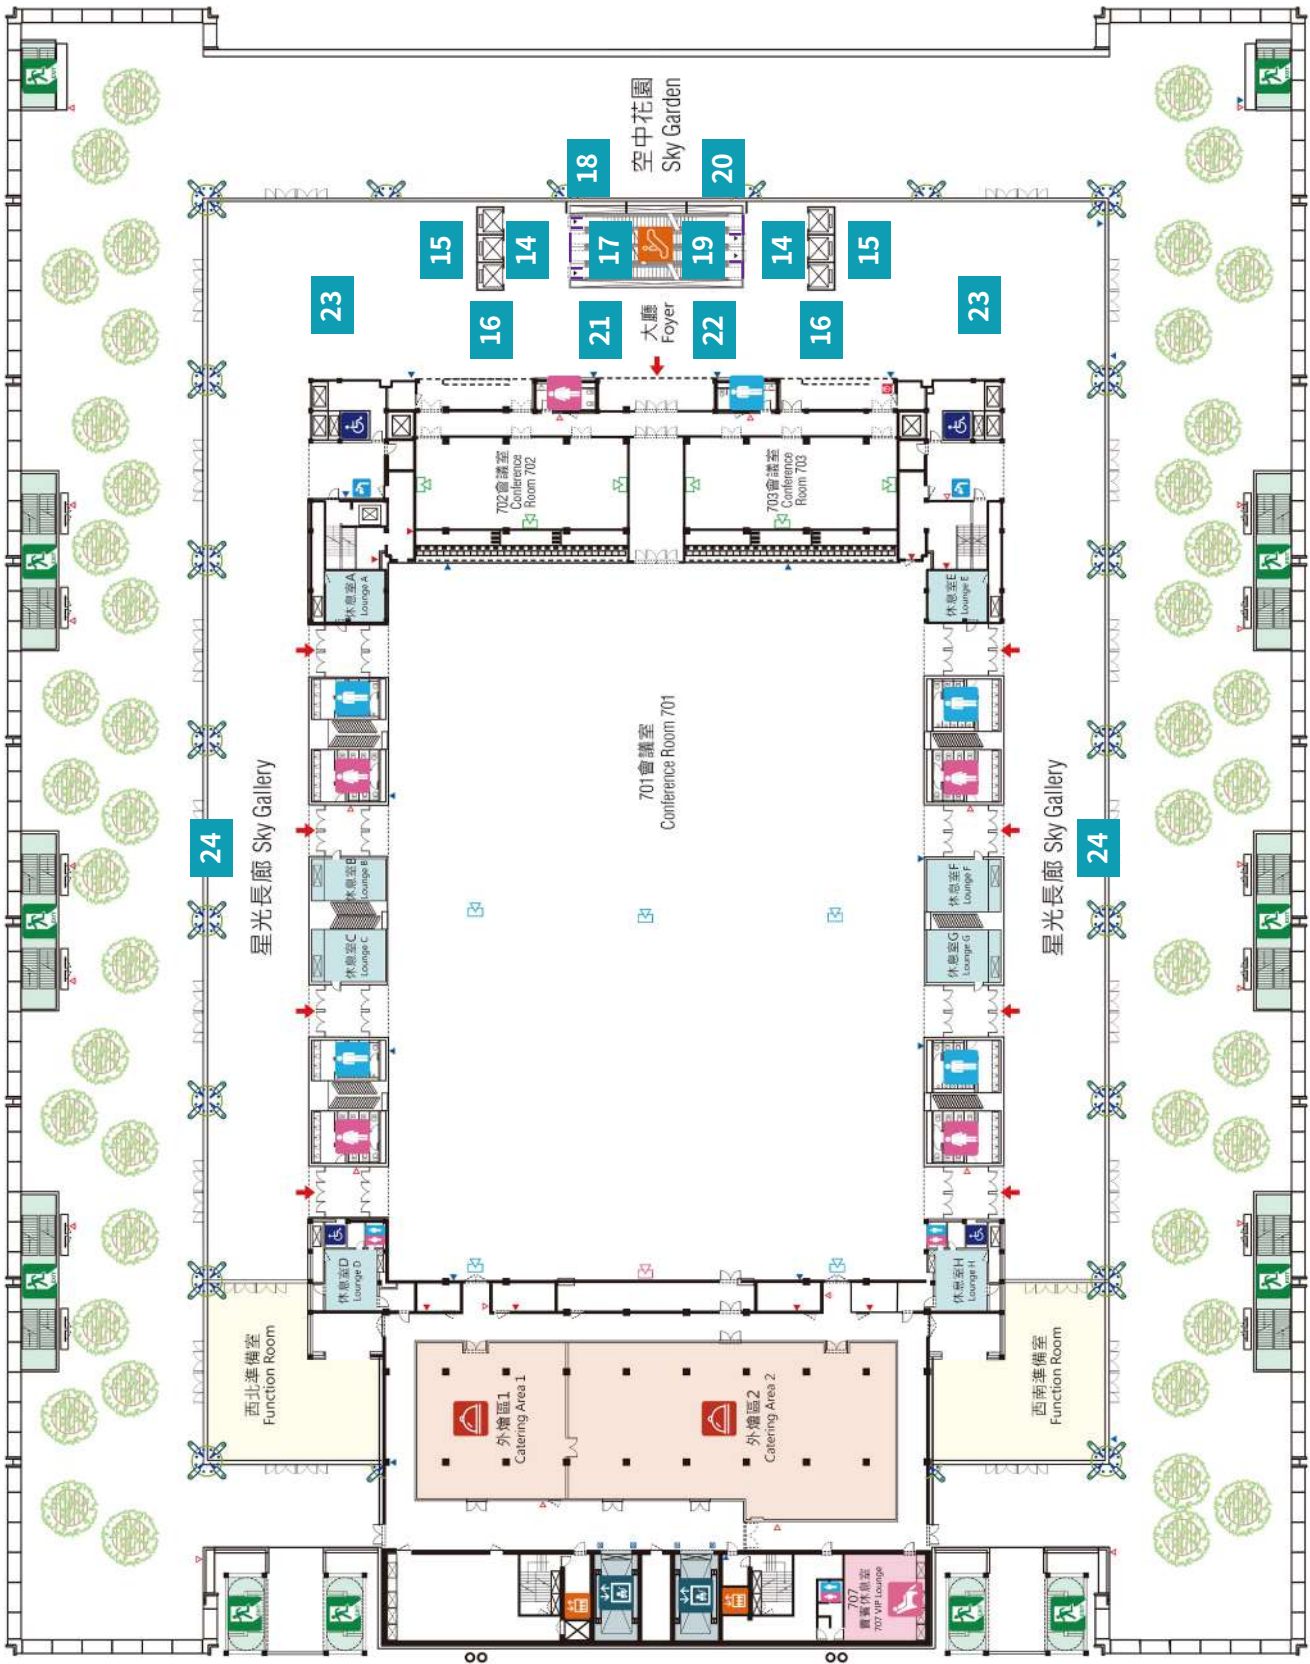 空中花園
Sky Garden
18
20
15
14
17
19
14
15
23
16
21
大廳
Foyer
22
16
23
702會議室
Conference
Room 702
703會議室
Conference
Room 703
休息室A
Lounge A
休息室E
Lounge E
701會議室
Conference Room 701
星光長廊 Sky Gallery
24
星光長廊 Sky Gallery
24
休息室B
Lounge B
休息室F
Lounge F
休息室C
Lounge C
休息室G
Lounge G
休息室D
Lounge D
休息室H
Lounge H
西北準備室
Function Room
西南準備室
Function Room
外燴區1
Catering Area 1
外燴區2
Catering Area 2
707
貴賓休息室
707 VIP Lounge